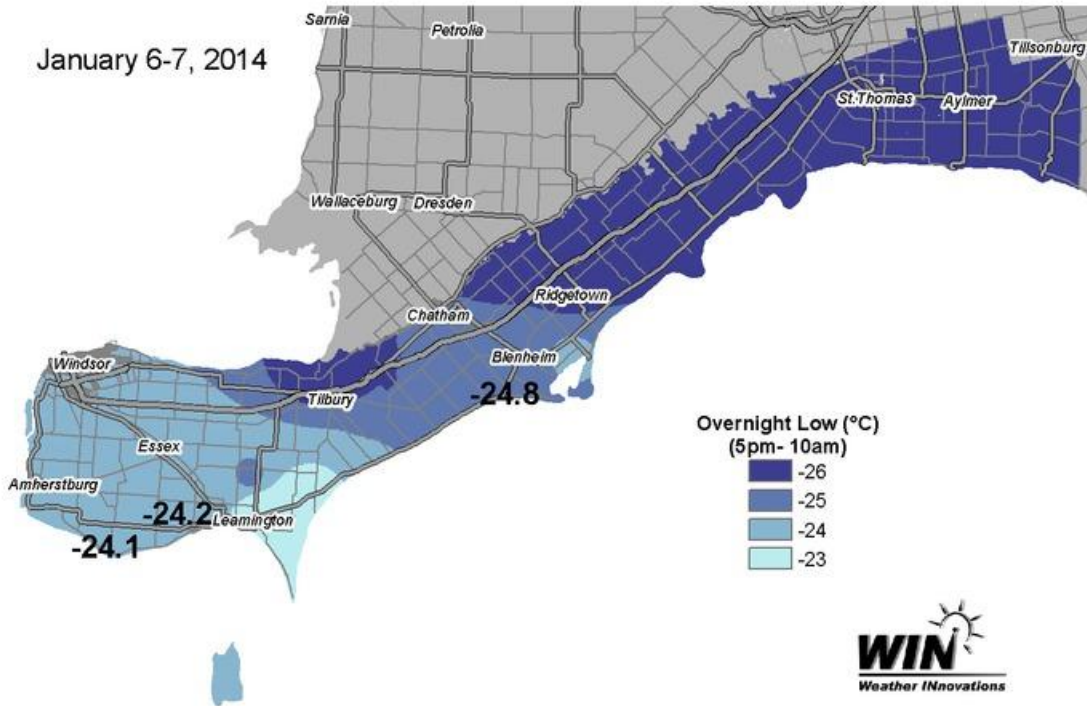 Sarnia
Petrolia
January 6-7, 2014
Tillsonburg
St.Thomas
Aylmer
Wallaceburg
Dresden
Ridgetown
Chatham
Blenheim
Windsor
-24.8
Tilbury
Overnight Low (°C)
(5pm- 10am)
-26
-25
-24
-23
Essex
Amherstburg
-24.2
Leamington
-24.1
WIN
Weather INnovations